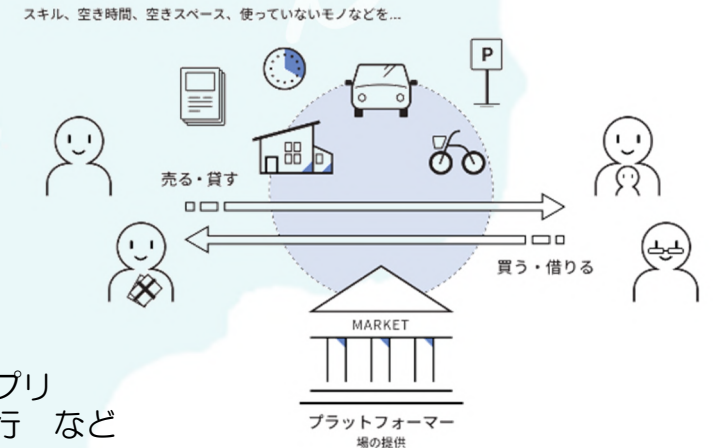 スキル、空き時間、空きスペース、使っていないモノなどを...
P
売る・貸す
買う・借りる
MARKET
プリ
行　など
プラットフォーマー
場の提供